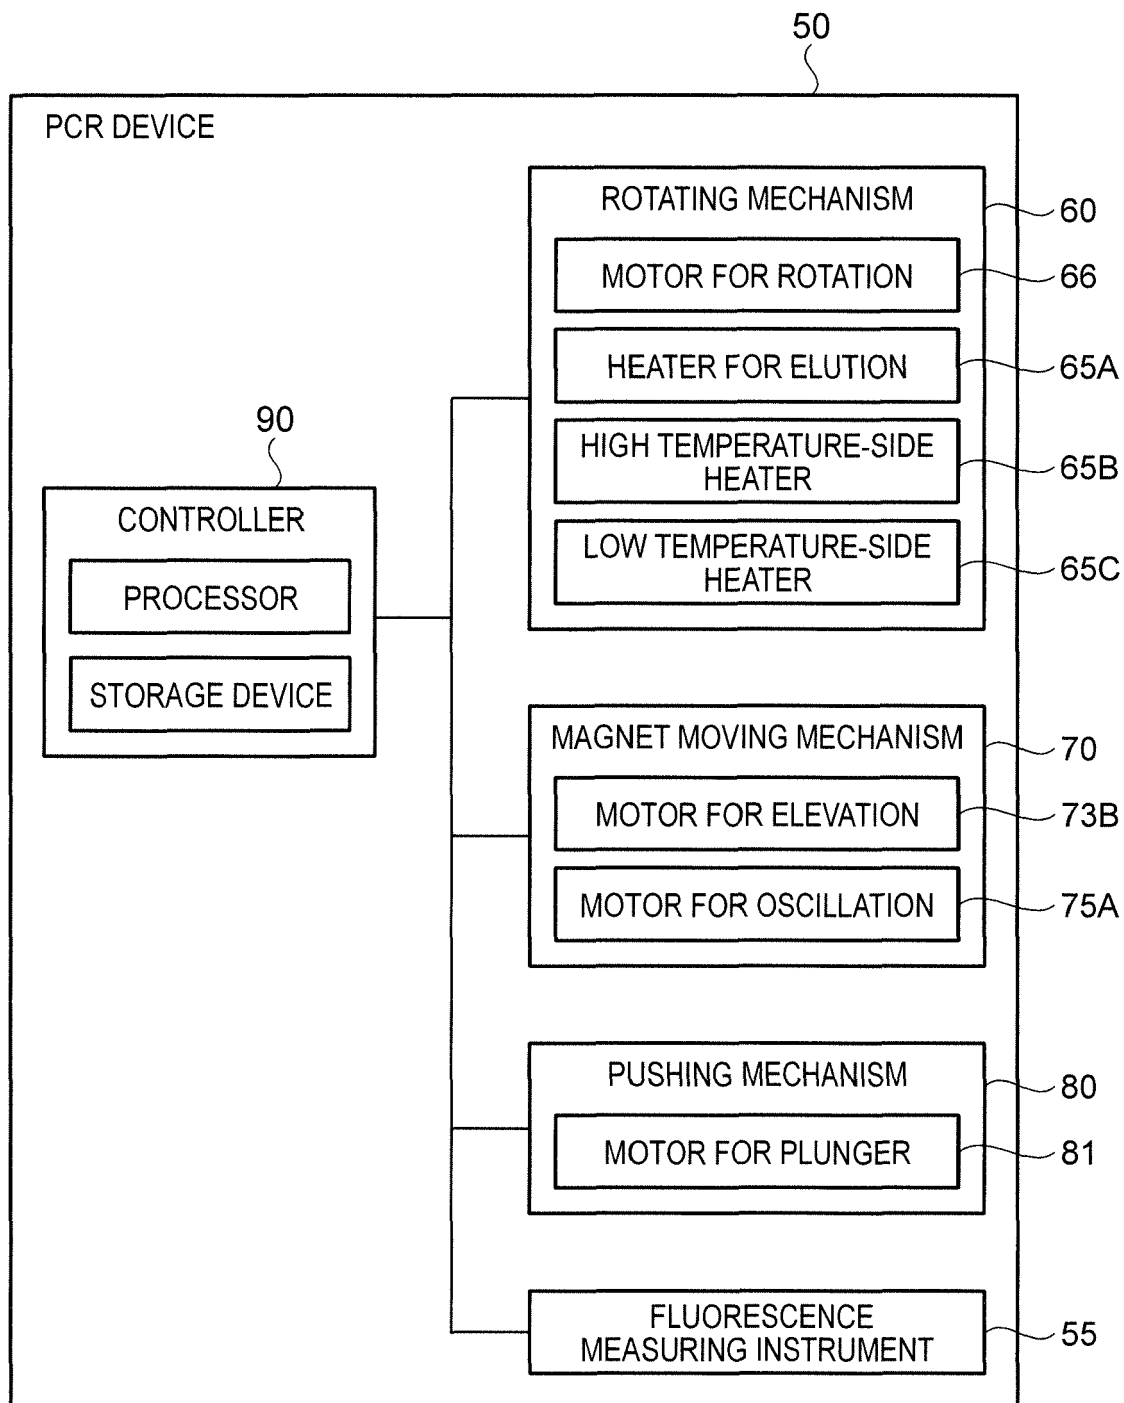 50
PCR DEVICE
ROTATING MECHANISM
60
MOTOR FOR ROTATION
66
HEATER FOR ELUTION
65A
HIGH TEMPERATURE-SIDE
HEATER
65B
LOW TEMPERATURE-SIDE
HEATER
65C
90
CONTROLLER
PROCESSOR
STORAGE DEVICE
MAGNET MOVING MECHANISM
70
MOTOR FOR ELEVATION
73B
MOTOR FOR OSCILLATION
75A
PUSHING MECHANISM
80
MOTOR FOR PLUNGER
81
FLUORESCENCE
MEASURING INSTRUMENT
55